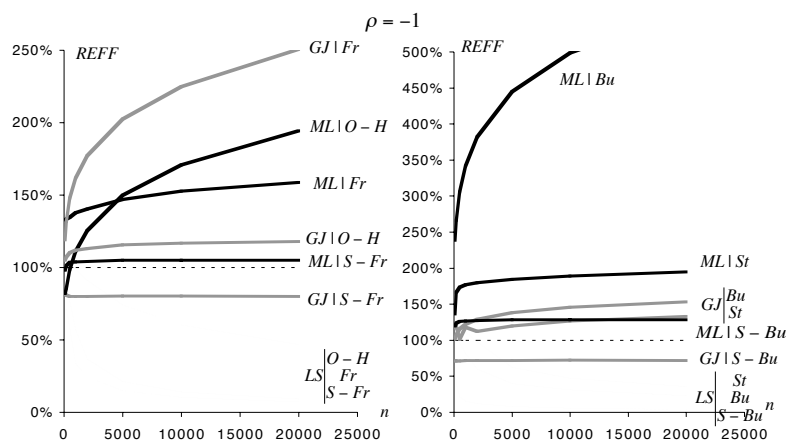 ρ = −1
REFF
250%
200%
150%
100%
50%
0%
0 5000 10000 15000 20000 25000
n
GJ | Fr
ML | O − H
ML | Fr
GJ | O − H
ML | S − Fr
GJ | S − Fr
LS | O − H
Fr
S − Fr
REFF
500%
450%
400%
350%
300%
250%
200%
150%
100%
50%
0%
0 5000 10000 15000 20000 25000
n
ML | Bu
ML | St
GJ | Bu
St
ML | S − Bu
GJ | S − Bu
LS | St
Bu
S − Bu